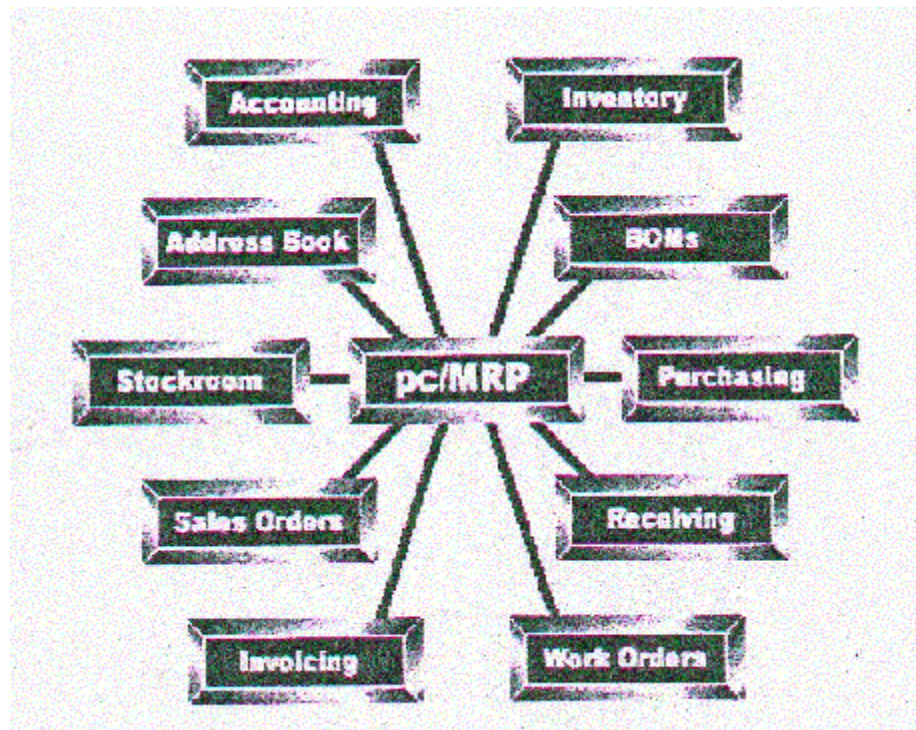 Accounting
Inventory
Address Book
BOMs
Stockroom
pc/MRP
Purchasing
Sales Orders
Receiving
Invoicing
Work Orders